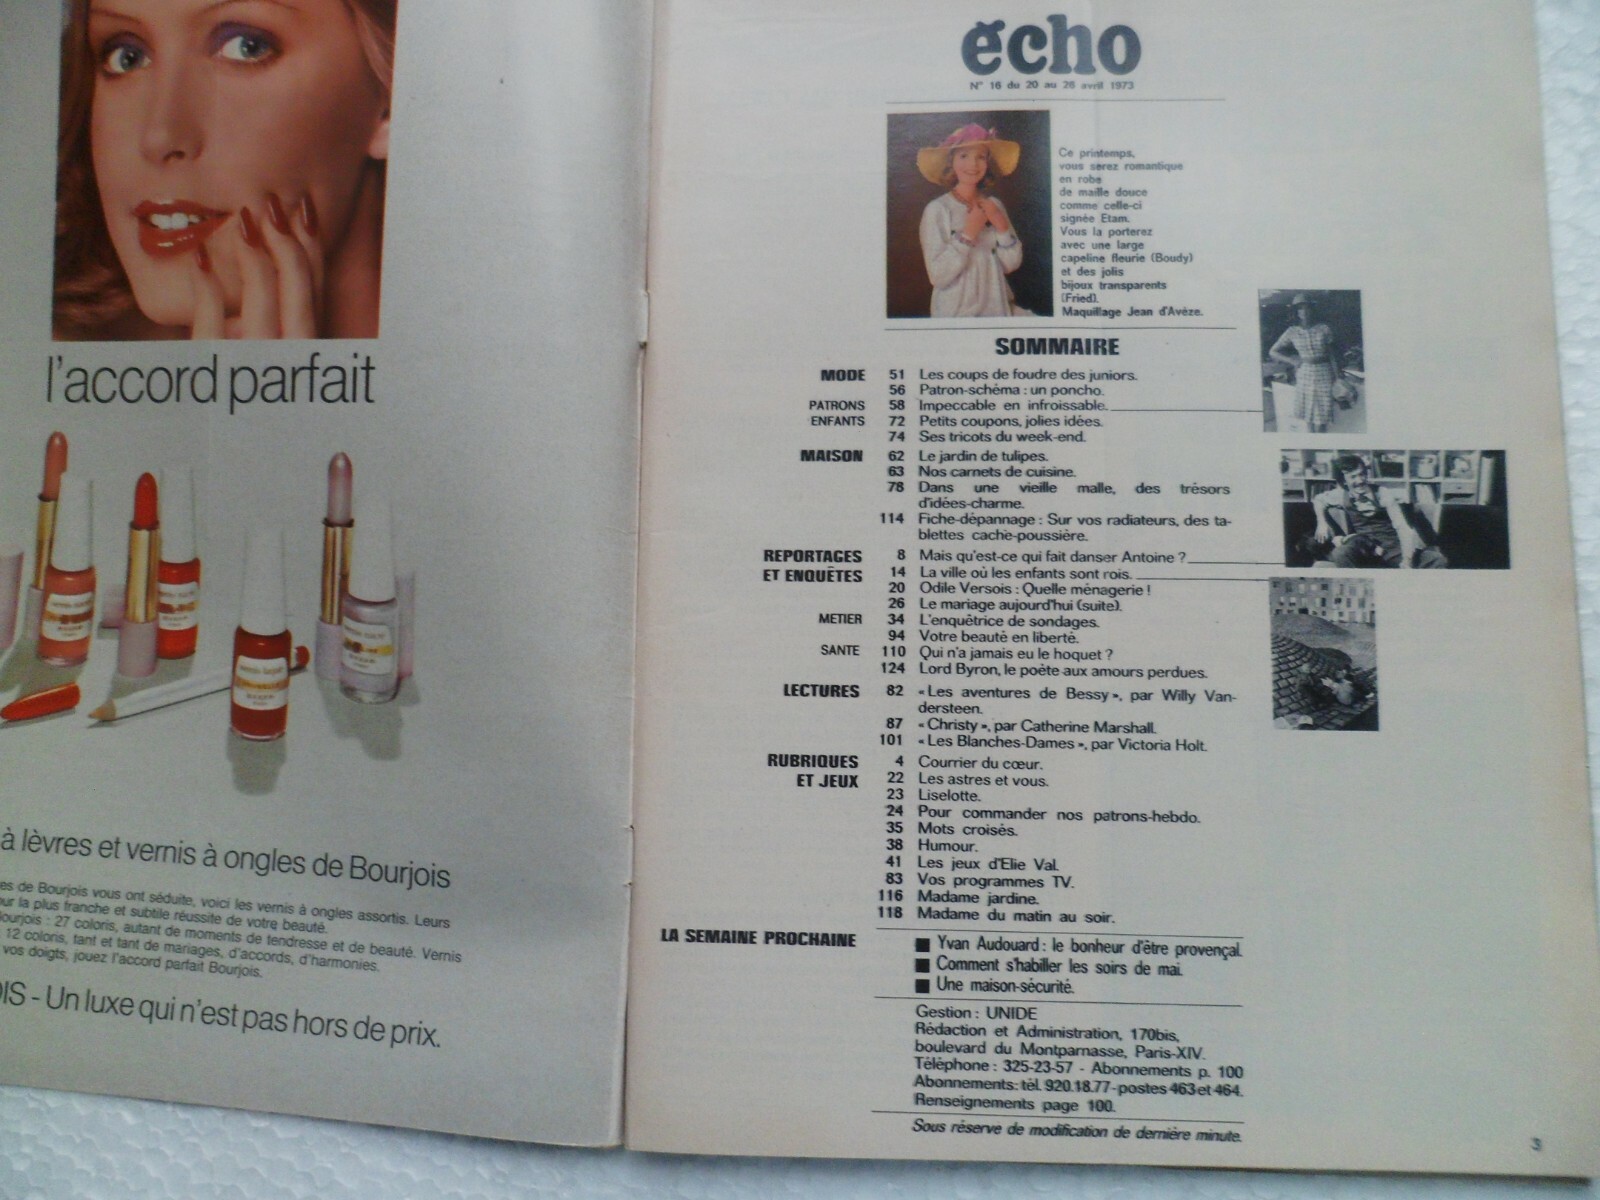 l'accord parfait
à lèvres et vernis à ongles de Bourjois
es de Bourjois vous ont séduite, voici les vernis à ongles assortis. Leurs
ur la plus franche et subtile réussite de votre beauté.
ourjois : 27 coloris, autant de moments de tendresse et de beauté. Vernis
12 coloris, tant et tant de mariages, d'accords, d'harmonies.
vos doigts, jouez l'accord parfait Bourjois.
OIS - Un luxe qui n'est pas hors de prix.
écho
N° 16 du 20 au 26 avril 1973
Ce printemps,
vous serez romantique
en robe
de maille douce
comme celle-ci
signée Etam.
Vous la porterez
avec une large
capeline fleurie (Boudy)
et des jolis
bijoux transparents
(Fried).
Maquillage Jean d'Avèze.
SOMMAIRE
MODE 51 Les coups de foudre des juniors.
56 Patron-schéma : un poncho.
PATRONS 58 Impeccable en infroissable.
ENFANTS 72 Petits coupons, jolies idées.
74 Ses tricots du week-end.
MAISON 62 Le jardin de tulipes.
63 Nos carnets de cuisine.
78 Dans une vieille malle, des trésors
d'idées-charme.
114 Fiche-dépannage : Sur vos radiateurs, des ta-
blettes cache-poussière.
REPORTAGES 8 Mais qu'est-ce qui fait danser Antoine ?
ET ENQUÊTES 14 La ville où les enfants sont rois.
20 Odile Versois : Quelle ménagerie !
26 Le mariage aujourd'hui (suite).
METIER 34 L'enquêtrice de sondages.
94 Votre beauté en liberté.
SANTE 110 Qui n'a jamais eu le hoquet ?
124 Lord Byron, le poète aux amours perdues.
LECTURES 82 « Les aventures de Bessy », par Willy Van-
dersteen.
87 « Christy », par Catherine Marshall.
101 « Les Blanches-Dames », par Victoria Holt.
RUBRIQUES 4 Courrier du cœur.
ET JEUX 22 Les astres et vous.
23 Liselotte.
24 Pour commander nos patrons-hebdo.
35 Mots croisés.
38 Humour.
41 Les jeux d'Elie Val.
83 Vos programmes TV.
116 Madame jardine.
118 Madame du matin au soir.
LA SEMAINE PROCHAINE
■ Yvan Audouard : le bonheur d'être provençal.
■ Comment s'habiller les soirs de mai.
■ Une maison-sécurité.
Gestion : UNIDE
Rédaction et Administration, 170bis,
boulevard du Montparnasse, Paris-XIV.
Téléphone : 325-23-57 - Abonnements p. 100
Abonnements: tél. 920.18.77-postes 463 et 464.
Renseignements page 100.
Sous réserve de modification de dernière minute.
3